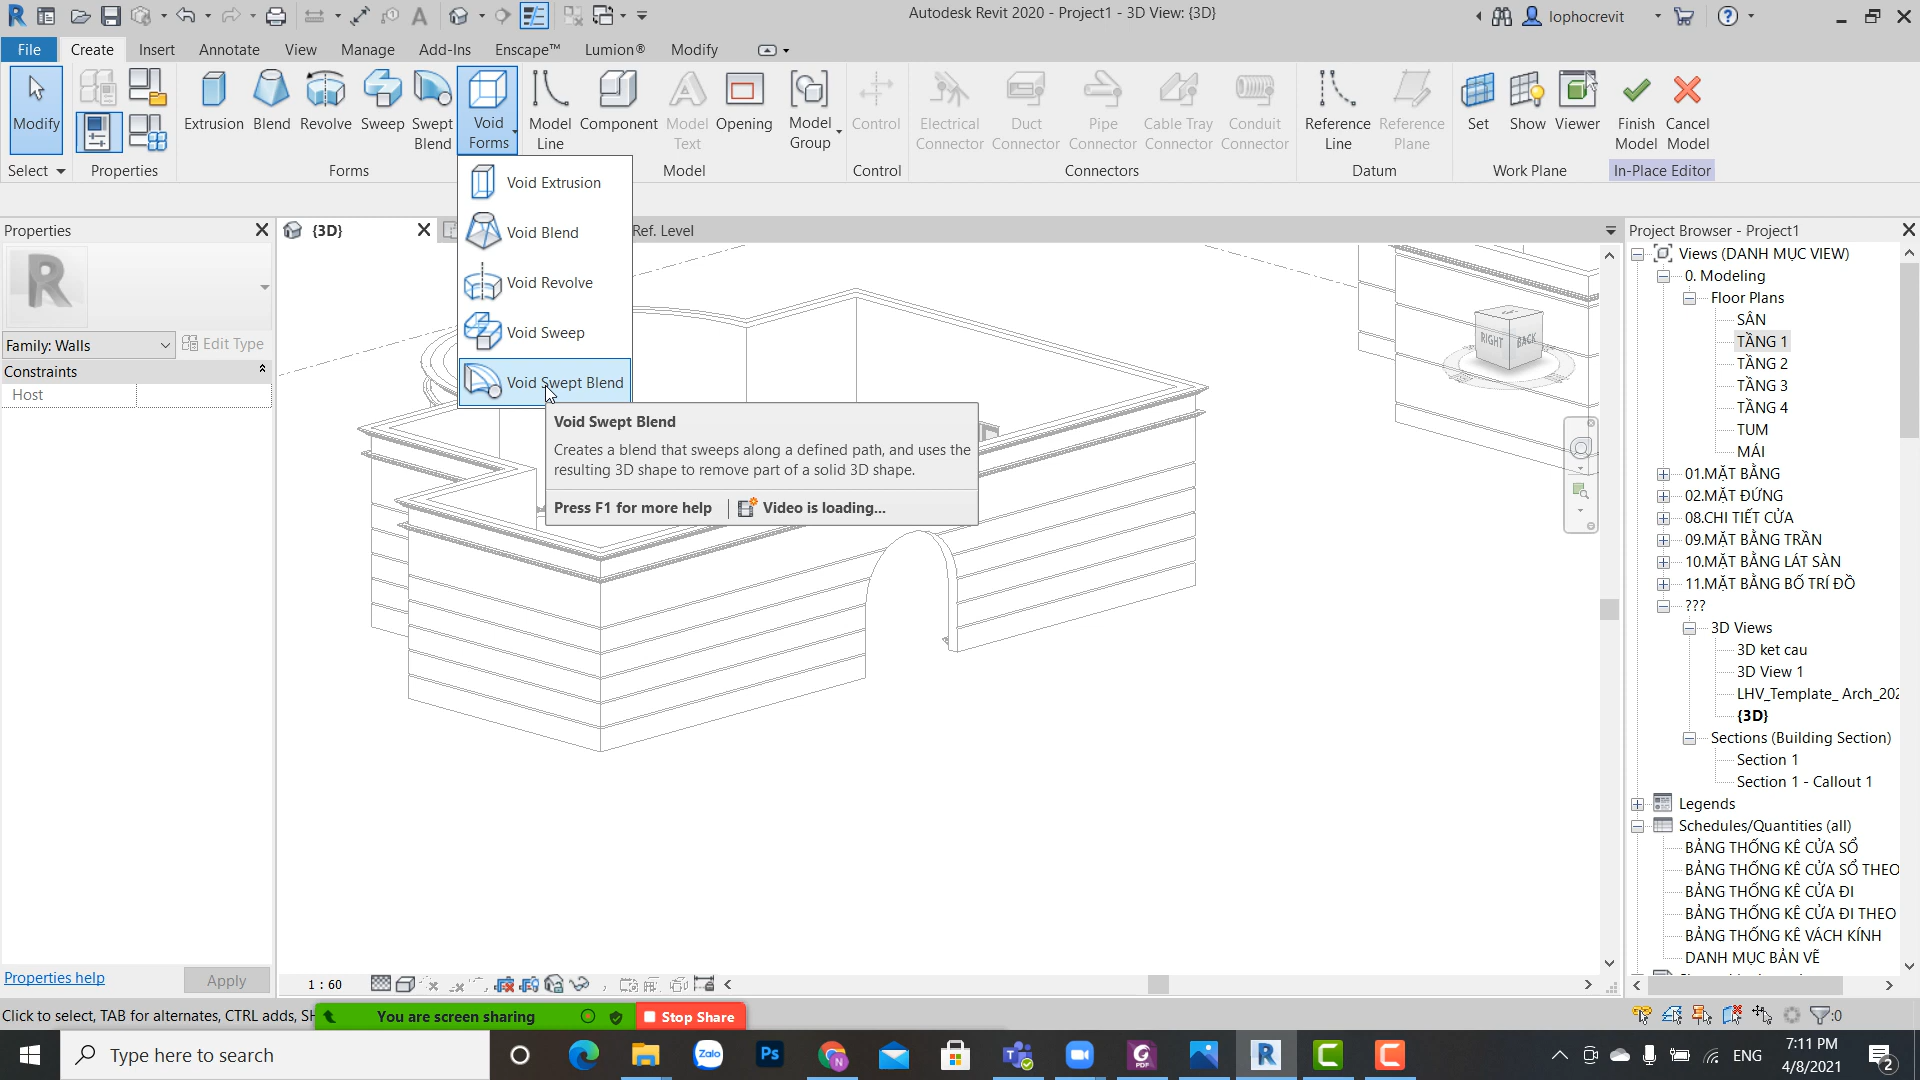 Autodesk Revit 2020 - Project1 - 3D View: {3D}
lophocrevit
File Create Insert Annotate View Manage Add-Ins Enscape™ Lumion® Modify
Modify
Extrusion Blend Revolve Sweep Swept Blend Void Forms
Model Line Component Model Text Opening Model Group
Control
Electrical Connector Duct Connector Pipe Connector Cable Tray Connector Conduit Connector
Reference Line Reference Plane
Set Show Viewer
Finish Model Cancel Model
Select Properties Forms Model Control Connectors Datum Work Plane In-Place Editor
Void Extrusion
Void Blend
Void Revolve
Void Sweep
Void Swept Blend
Void Swept Blend
Creates a blend that sweeps along a defined path, and uses the
resulting 3D shape to remove part of a solid 3D shape.
Press F1 for more help Video is loading...
Properties
R
Family: Walls Edit Type
Constraints
Host
Properties help Apply
{3D} Ref. Level
RIGHT BACK
Project Browser - Project1
Views (DANH MỤC VIEW)
0. Modeling
Floor Plans
SÂN
TẦNG 1
TẦNG 2
TẦNG 3
TẦNG 4
TUM
MÁI
01.MẶT BẰNG
02.MẶT ĐỨNG
08.CHI TIẾT CỬA
09.MẶT BẰNG TRẦN
10.MẶT BẰNG LÁT SÀN
11.MẶT BẰNG BỐ TRÍ ĐỒ
???
3D Views
3D ket cau
3D View 1
LHV_Template_ Arch_202
{3D}
Sections (Building Section)
Section 1
Section 1 - Callout 1
Legends
Schedules/Quantities (all)
BẢNG THỐNG KÊ CỬA SỔ
BẢNG THỐNG KÊ CỬA SỔ THEO
BẢNG THỐNG KÊ CỬA ĐI
BẢNG THỐNG KÊ CỬA ĐI THEO
BẢNG THỐNG KÊ VÁCH KÍNH
DANH MỤC BẢN VẼ
1 : 60
Click to select, TAB for alternates, CTRL adds, SH
You are screen sharing Stop Share
:0
Type here to search
Zalo
Ps
N
PDF
R
C
C
ENG
7:11 PM
4/8/2021
2